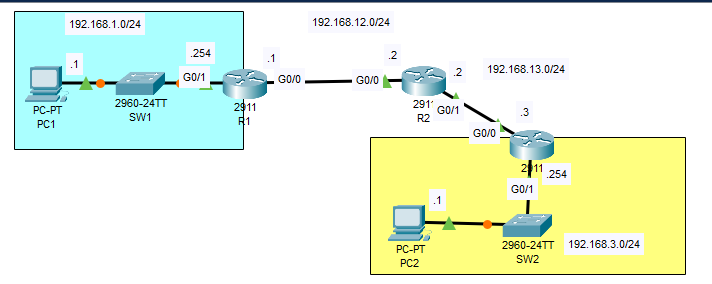 192.168.1.0/24
192.168.12.0/24
.1
.254
G0/1
.1
G0/0
G0/0
.2
.2
192.168.13.0/24
PC-PT
PC1
2960-24TT
SW1
2911
R1
291
R2
G0/1
G0/0
.3
2911
G0/1
.254
.1
PC-PT
PC2
2960-24TT
SW2
192.168.3.0/24